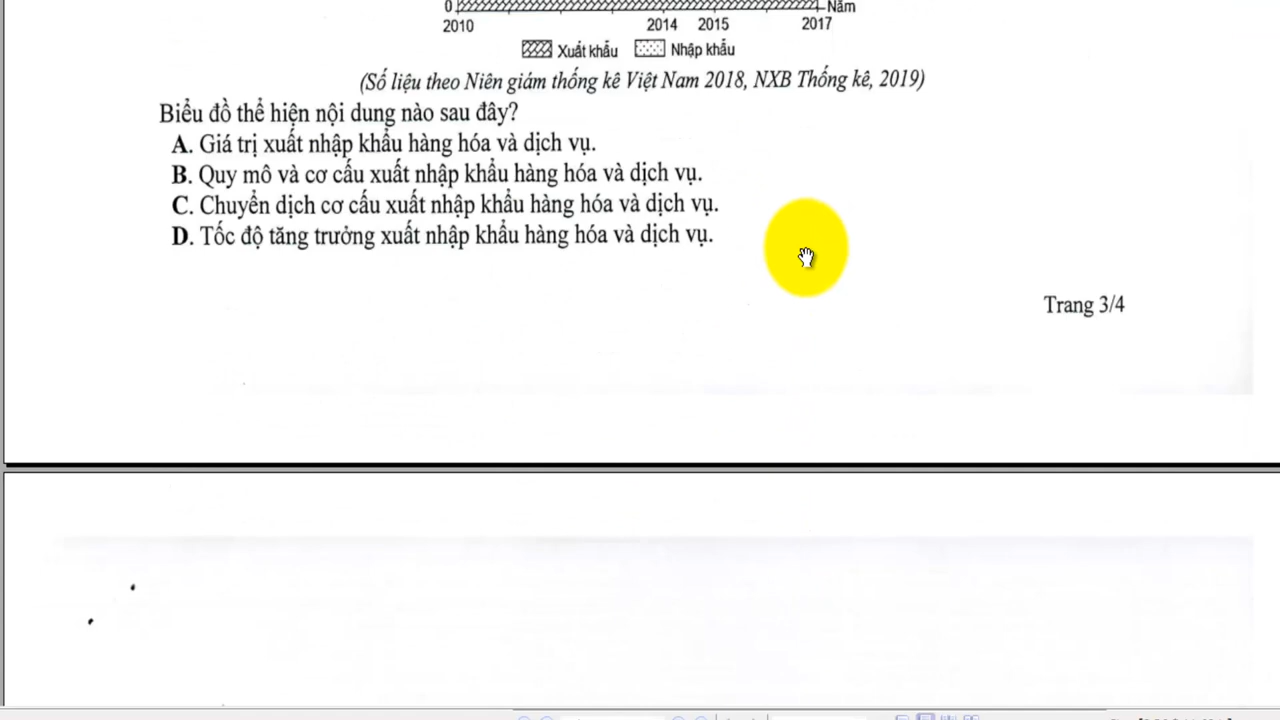 0 Năm
2010 2014 2015 2017
Xuất khẩu Nhập khẩu
(Số liệu theo Niên giám thống kê Việt Nam 2018, NXB Thống kê, 2019)
Biểu đồ thể hiện nội dung nào sau đây?
A. Giá trị xuất nhập khẩu hàng hóa và dịch vụ.
B. Quy mô và cơ cấu xuất nhập khẩu hàng hóa và dịch vụ.
C. Chuyển dịch cơ cấu xuất nhập khẩu hàng hóa và dịch vụ.
D. Tốc độ tăng trưởng xuất nhập khẩu hàng hóa và dịch vụ.
Trang 3/4